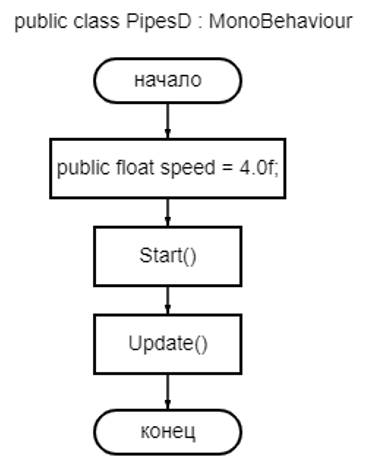 public class PipesD : MonoBehaviour
начало
public float speed = 4.0f;
Start()
Update()
конец